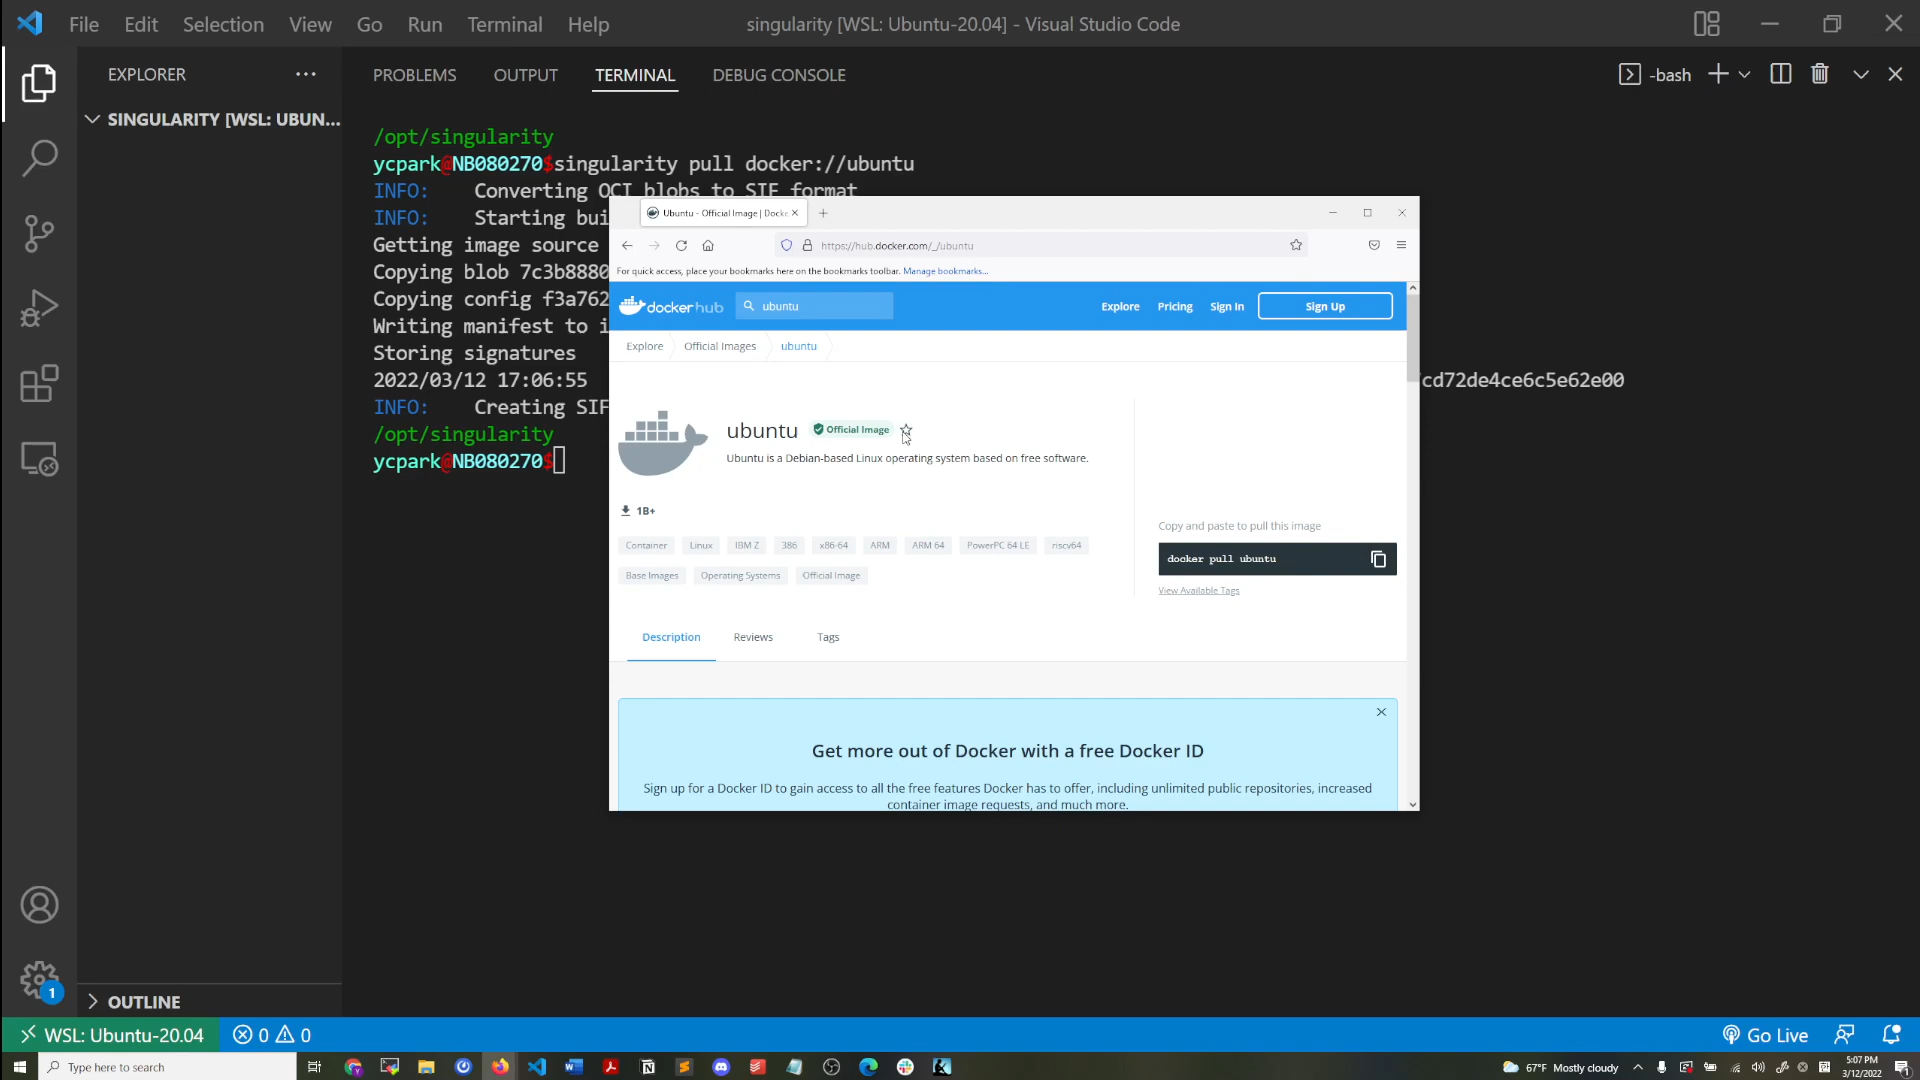 File Edit Selection View Go Run Terminal Help
singularity [WSL: Ubuntu-20.04] - Visual Studio Code
EXPLORER
SINGULARITY [WSL: UBUN...
PROBLEMS OUTPUT TERMINAL DEBUG CONSOLE
-bash
/opt/singularity
ycpark@NB080270$singularity pull docker://ubuntu
INFO: Converting OCI blobs to SIF format
INFO: Starting bui
Getting image source
Copying blob 7c3b8880
Copying config f3a762
Writing manifest to i
Storing signatures
2022/03/12 17:06:55 cd72de4ce6c5e62e00
INFO: Creating SIF
/opt/singularity
ycpark@NB080270$
Ubuntu - Official Image | Docke
https://hub.docker.com/_/ubuntu
For quick access, place your bookmarks here on the bookmarks toolbar. Manage bookmarks...
docker hub
ubuntu
Explore Pricing Sign In Sign Up
Explore Official Images ubuntu
ubuntu Official Image
Ubuntu is a Debian-based Linux operating system based on free software.
1B+
Container Linux IBM Z 386 x86-64 ARM ARM 64 PowerPC 64 LE riscv64
Base Images Operating Systems Official Image
Copy and paste to pull this image
docker pull ubuntu
View Available Tags
Description Reviews Tags
Get more out of Docker with a free Docker ID
Sign up for a Docker ID to gain access to all the free features Docker has to offer, including unlimited public repositories, increased
container image requests, and much more.
1
OUTLINE
WSL: Ubuntu-20.04 0 0
Go Live
Type here to search
67°F Mostly cloudy
5:07 PM
3/12/2022